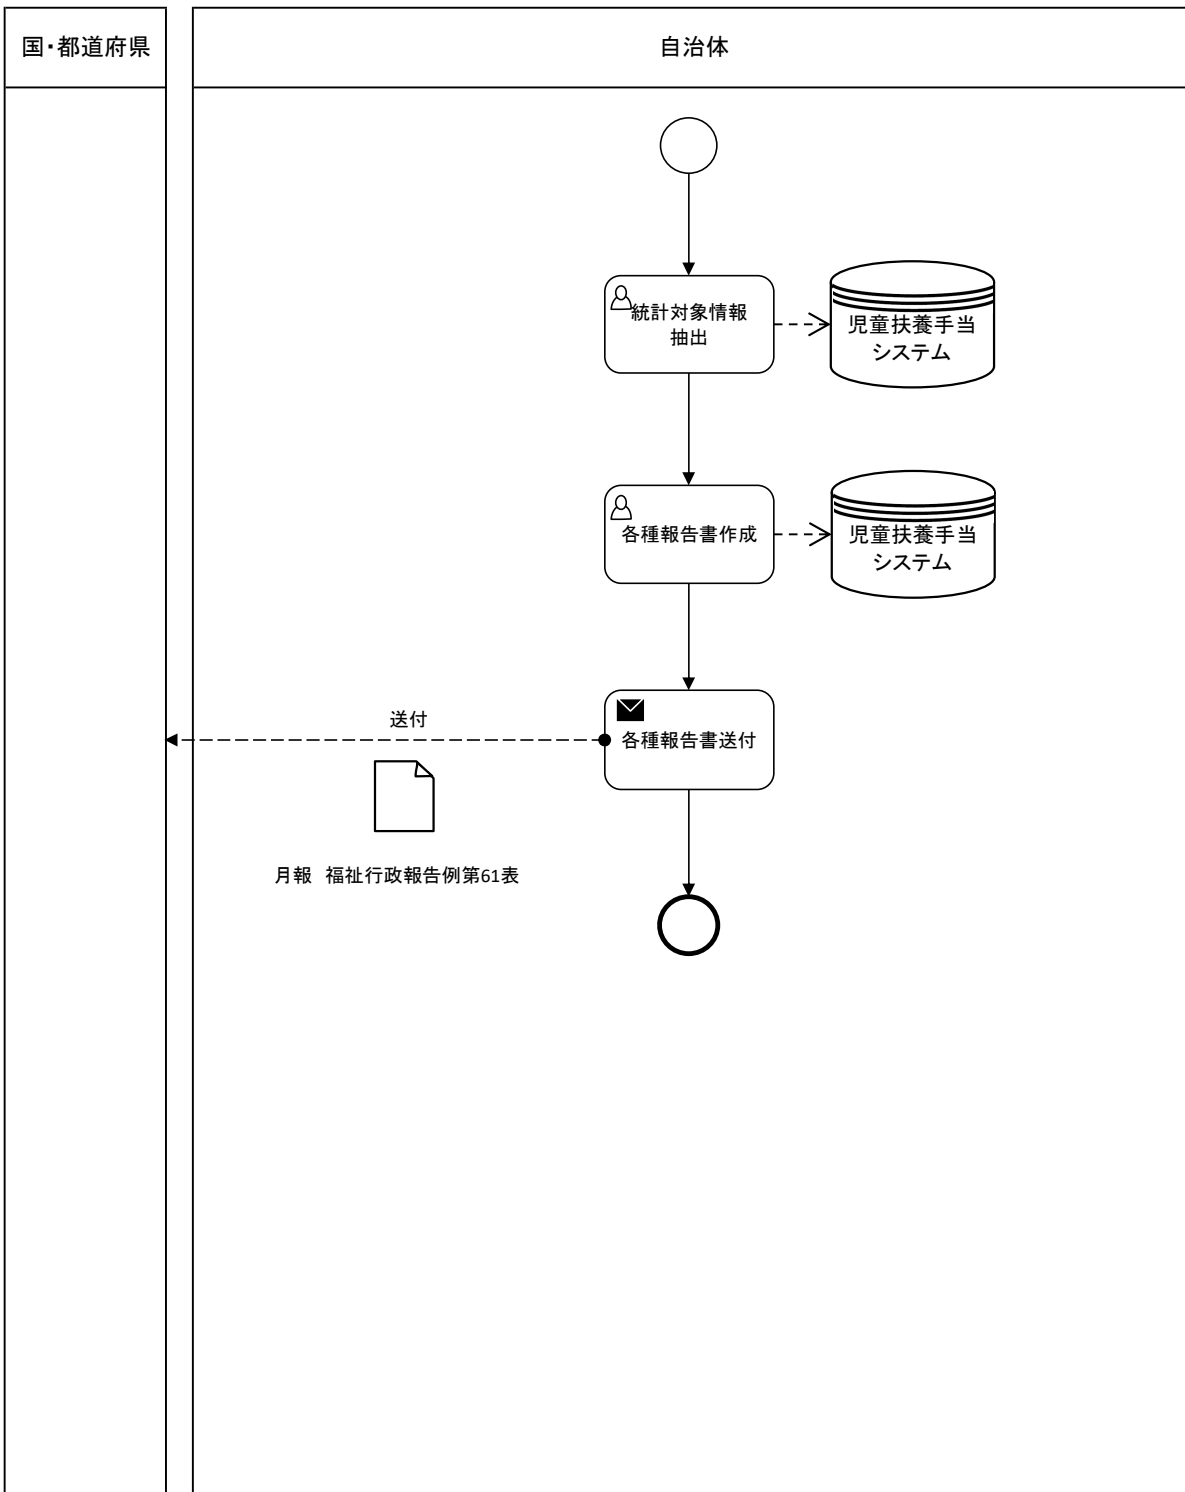 国・都道府県
自治体
統計対象情報
抽出
児童扶養手当
システム
各種報告書作成
児童扶養手当
システム
送付
各種報告書送付
月報　福祉行政報告例第61表